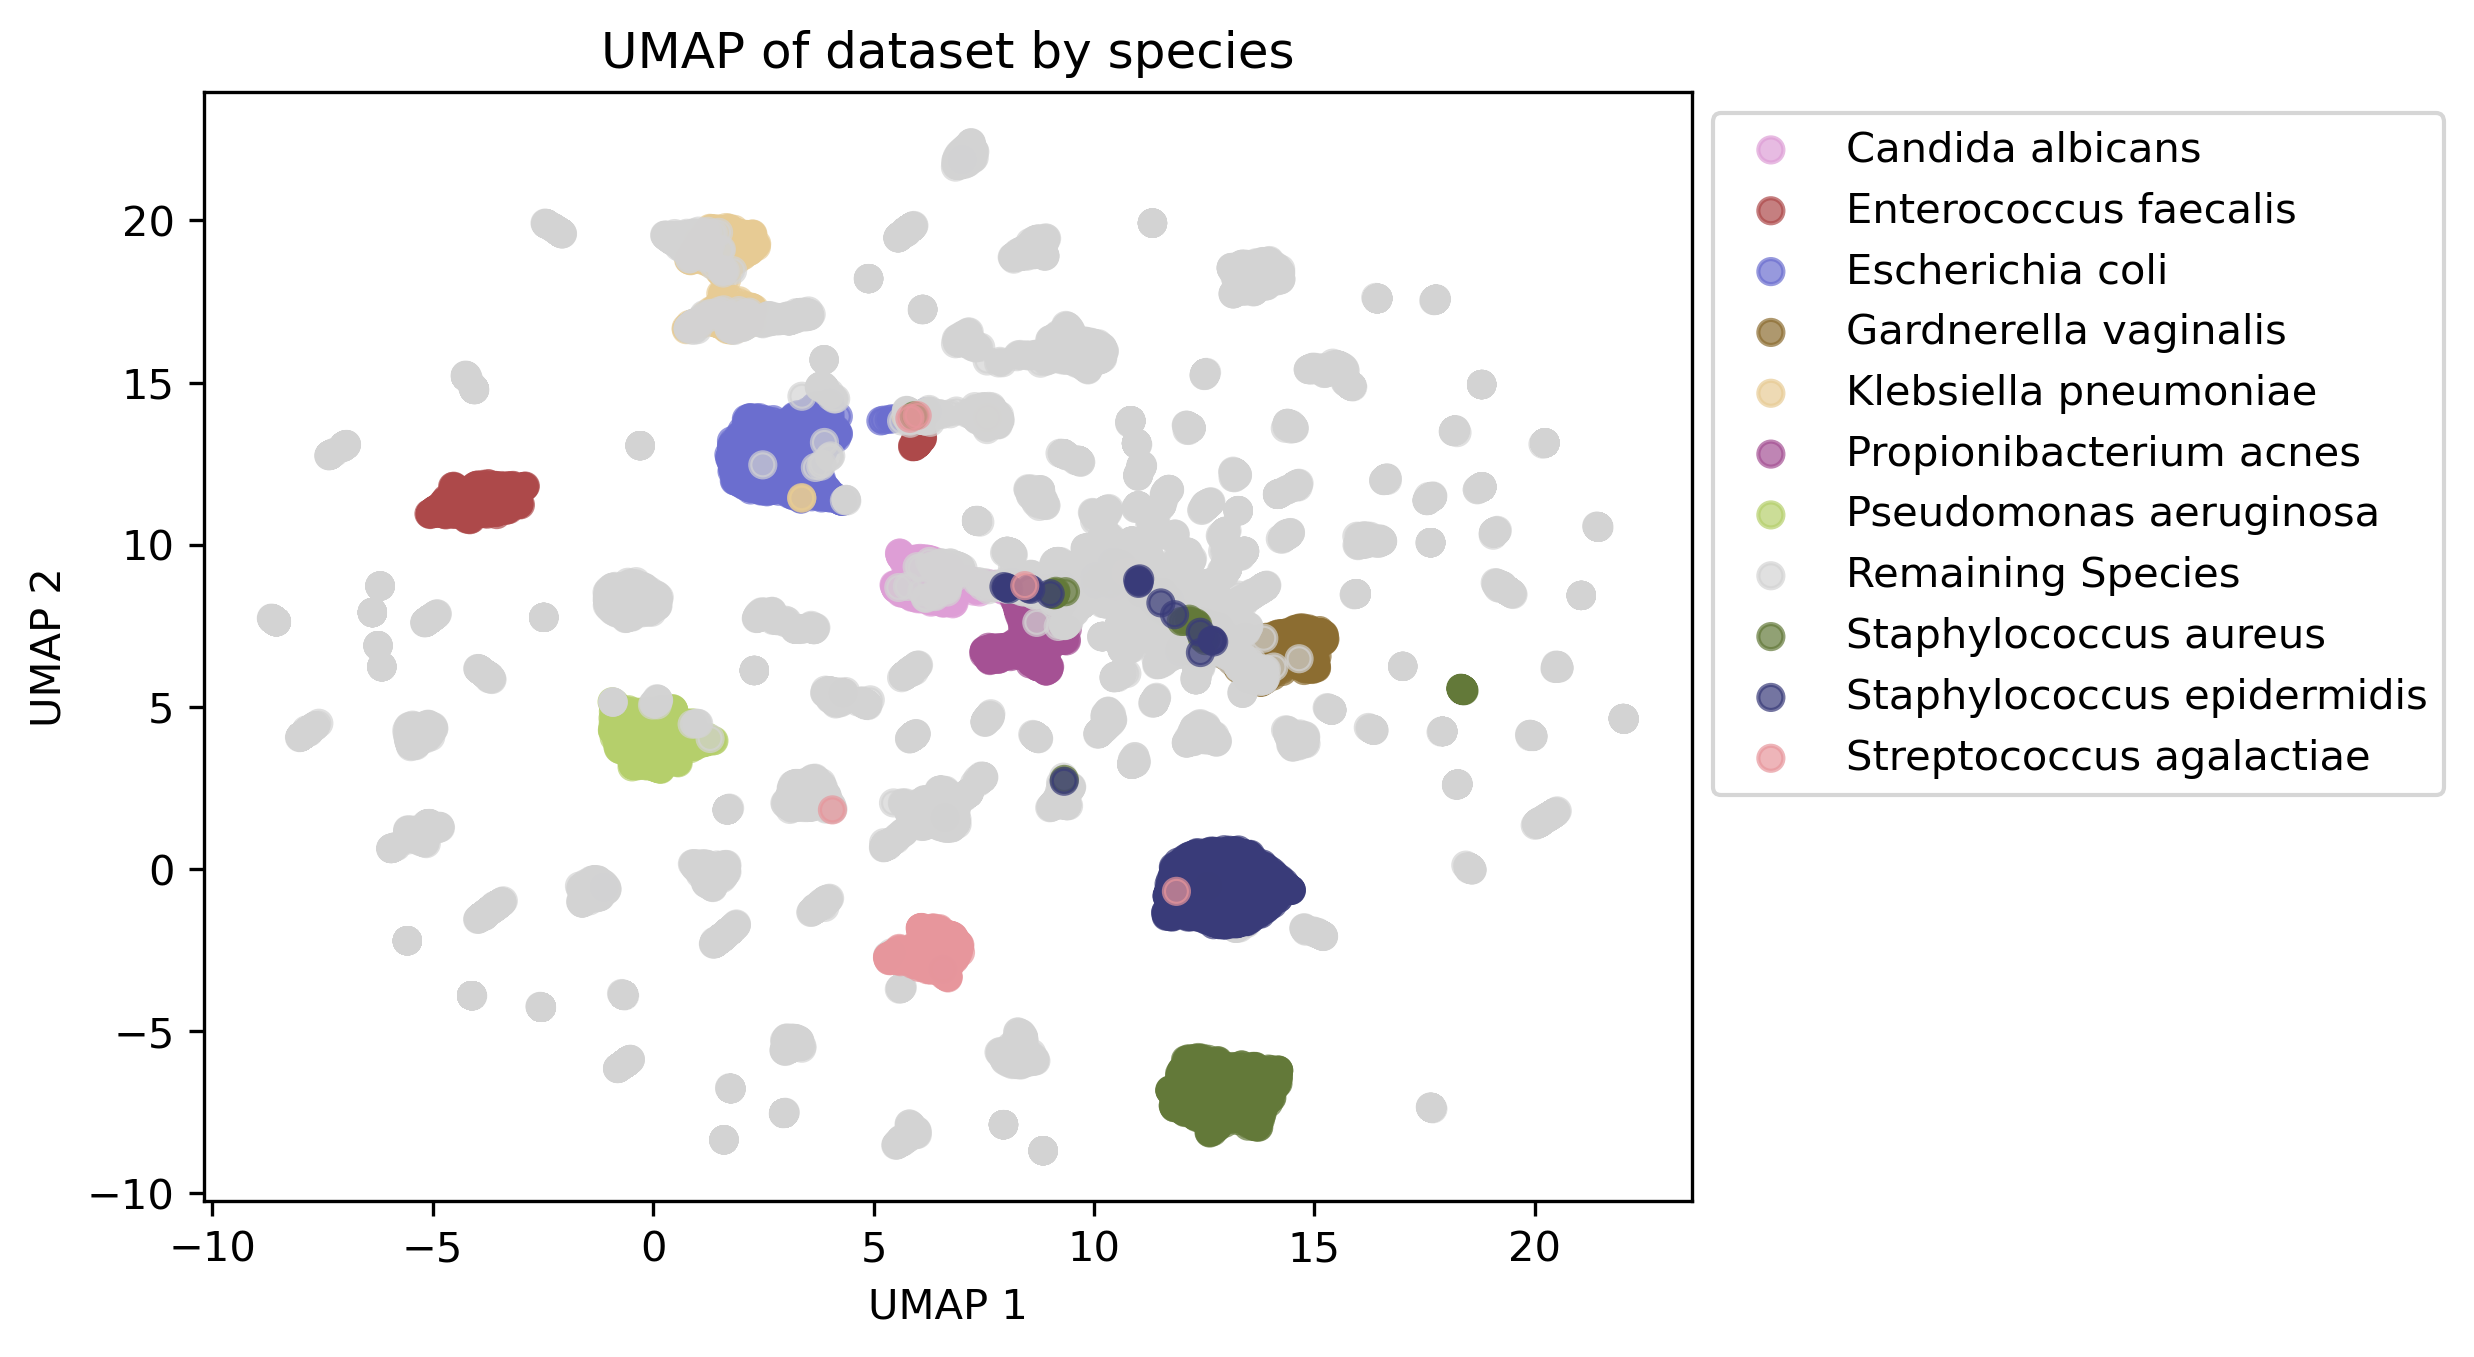 UMAP of dataset by species
20
15
10
5
0
−5
−10
UMAP 2
−10
−5
0
5
10
15
20
UMAP 1
Candida albicans
Enterococcus faecalis
Escherichia coli
Gardnerella vaginalis
Klebsiella pneumoniae
Propionibacterium acnes
Pseudomonas aeruginosa
Remaining Species
Staphylococcus aureus
Staphylococcus epidermidis
Streptococcus agalactiae